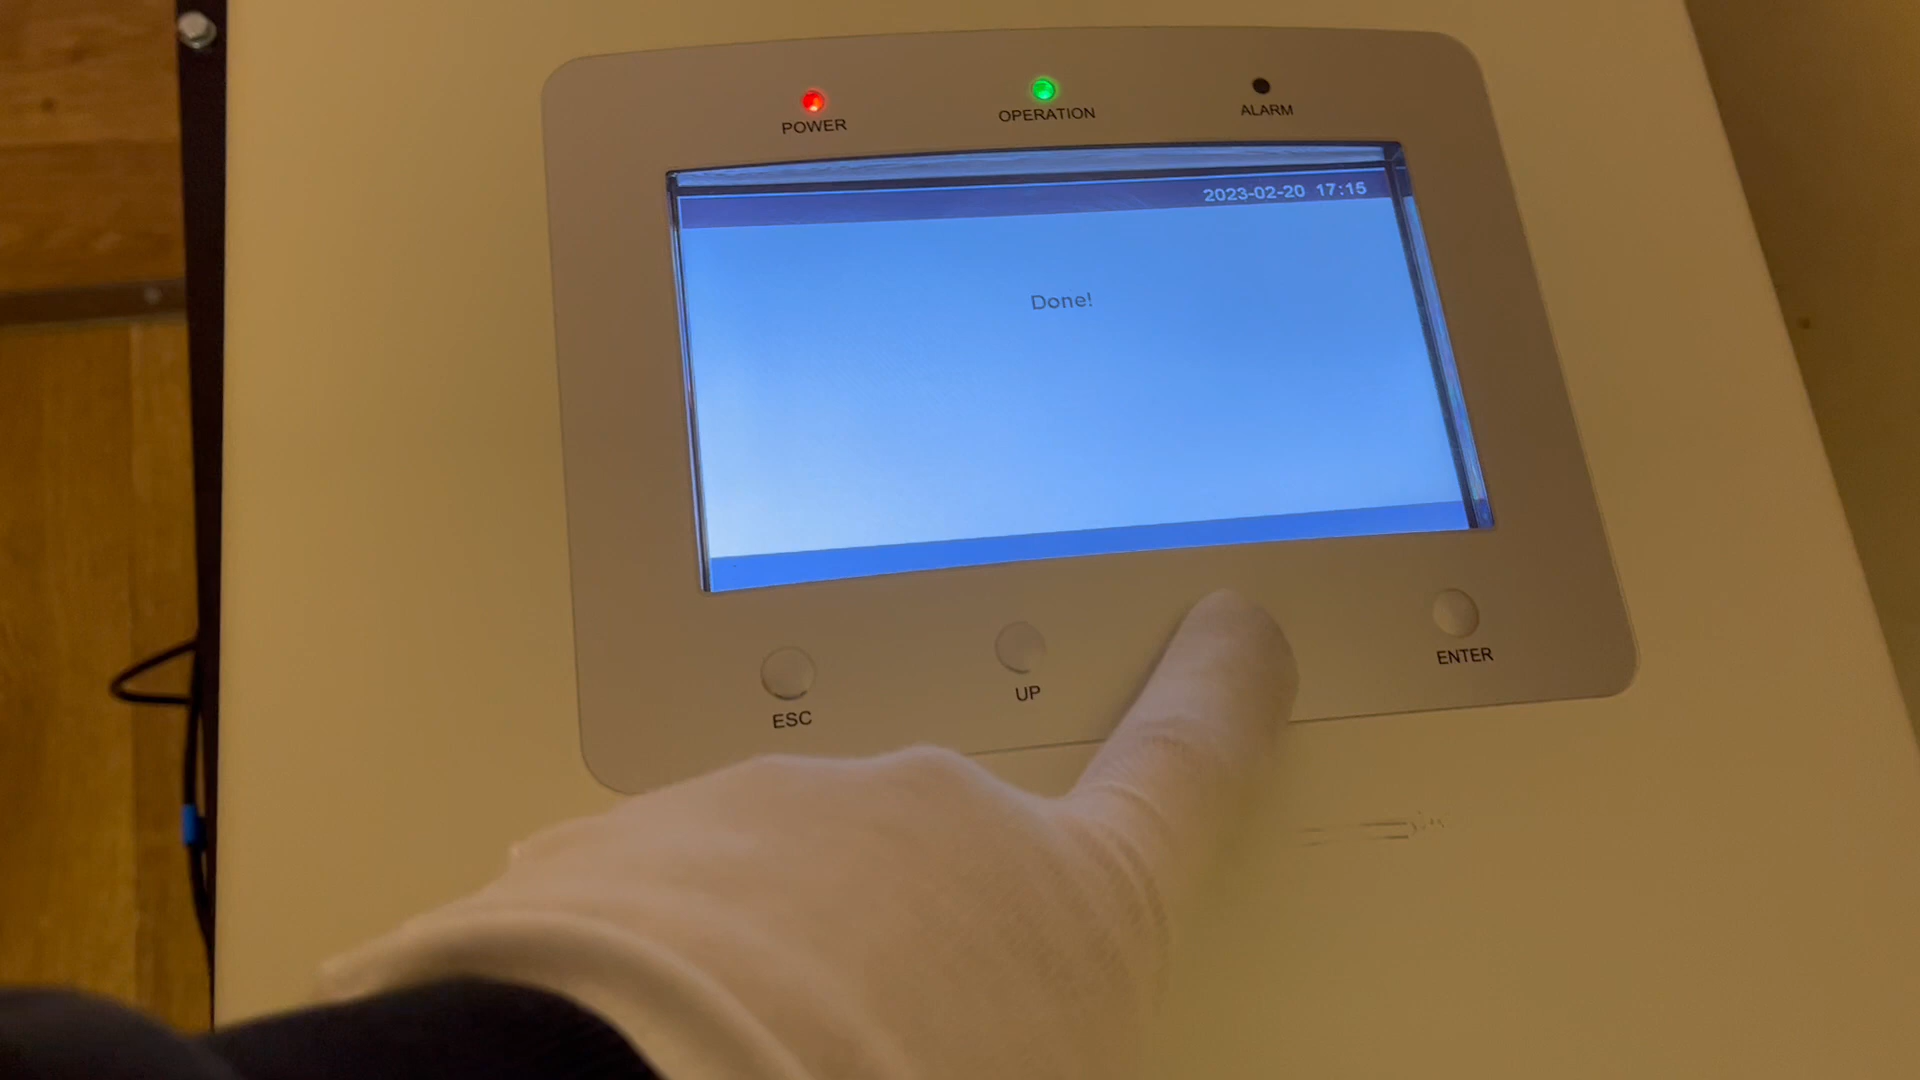 POWER
OPERATION
ALARM
2023-02-20 17:15
Done!
ESC
UP
ENTER